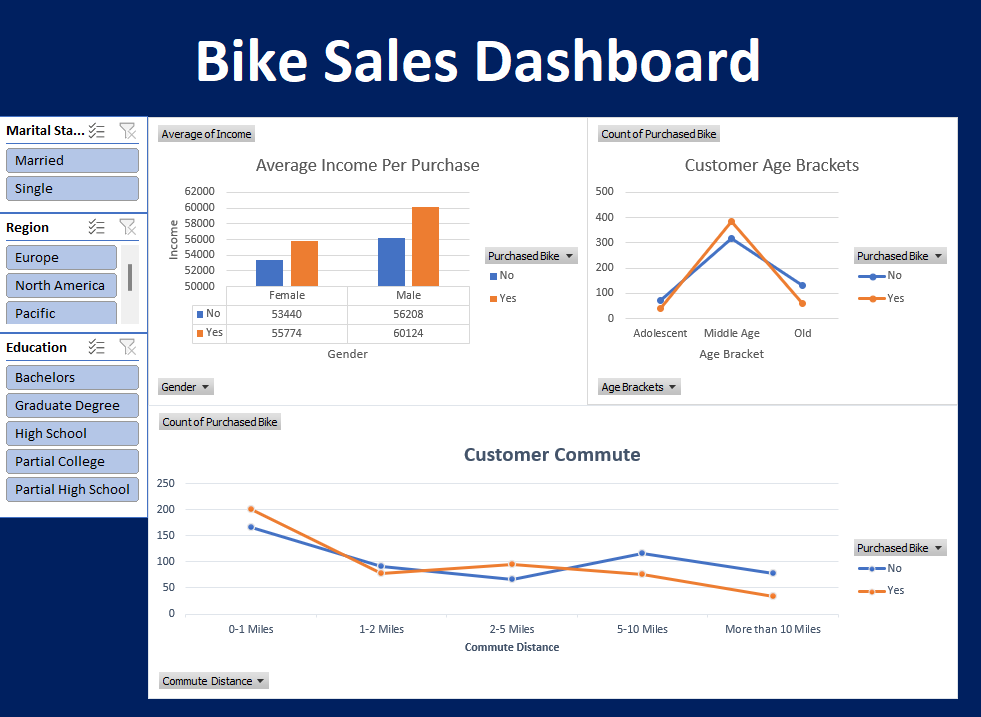 Bike Sales Dashboard
Marital Sta...
Married
Single
Region
Europe
North America
Pacific
Education
Bachelors
Graduate Degree
High School
Partial College
Partial High School
Average of Income
Average Income Per Purchase
62000
60000
58000
56000
54000
52000
50000
Income
Female Male
No 53440 56208
Yes 55774 60124
Gender
Purchased Bike
No
Yes
Gender
Count of Purchased Bike
Customer Age Brackets
500
400
300
200
100
0
Adolescent Middle Age Old
Age Bracket
Purchased Bike
No
Yes
Age Brackets
Count of Purchased Bike
Customer Commute
250
200
150
100
50
0
0-1 Miles 1-2 Miles 2-5 Miles 5-10 Miles More than 10 Miles
Commute Distance
Purchased Bike
No
Yes
Commute Distance